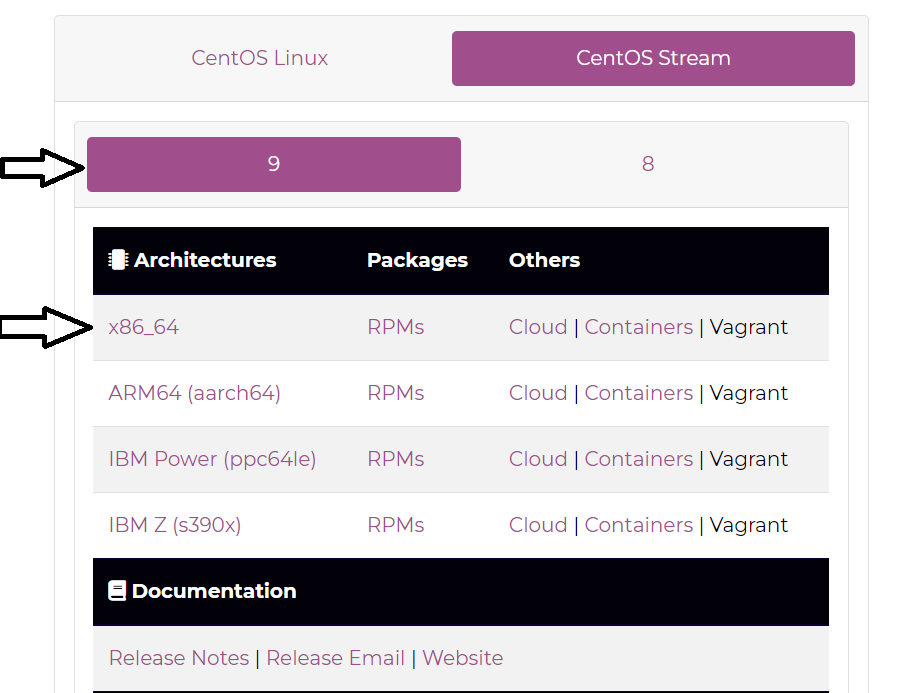 CentOS Linux CentOS Stream
9 8
Architectures Packages Others
x86_64 RPMs Cloud | Containers | Vagrant
ARM64 (aarch64) RPMs Cloud | Containers | Vagrant
IBM Power (ppc64le) RPMs Cloud | Containers | Vagrant
IBM Z (s390x) RPMs Cloud | Containers | Vagrant
Documentation
Release Notes | Release Email | Website